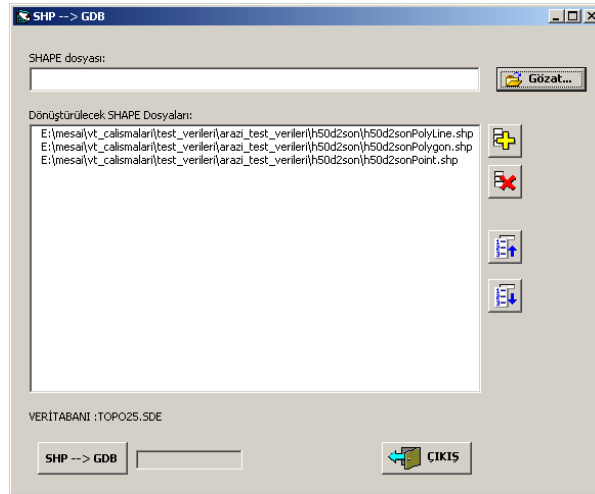 SHP --> GDB
SHAPE dosyası:
Gözat...
Dönüştürülecek SHAPE Dosyaları:
E:\mesai\vt_calismalari\test_verileri\arazi_test_verileri\h50d2son\h50d2sonPolyLine.shp
E:\mesai\vt_calismalari\test_verileri\arazi_test_verileri\h50d2son\h50d2sonPolygon.shp
E:\mesai\vt_calismalari\test_verileri\arazi_test_verileri\h50d2son\h50d2sonPoint.shp
VERİTABANI :TOPO25.SDE
SHP --> GDB
ÇIKIŞ